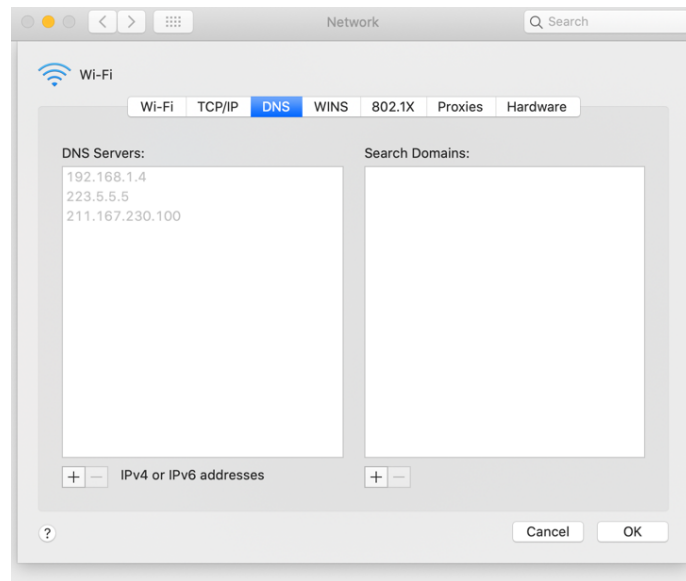 Network
Search
Wi-Fi
Wi-Fi TCP/IP DNS WINS 802.1X Proxies Hardware
DNS Servers:
192.168.1.4
223.5.5.5
211.167.230.100
Search Domains:
+ − IPv4 or IPv6 addresses
+ −
? Cancel OK